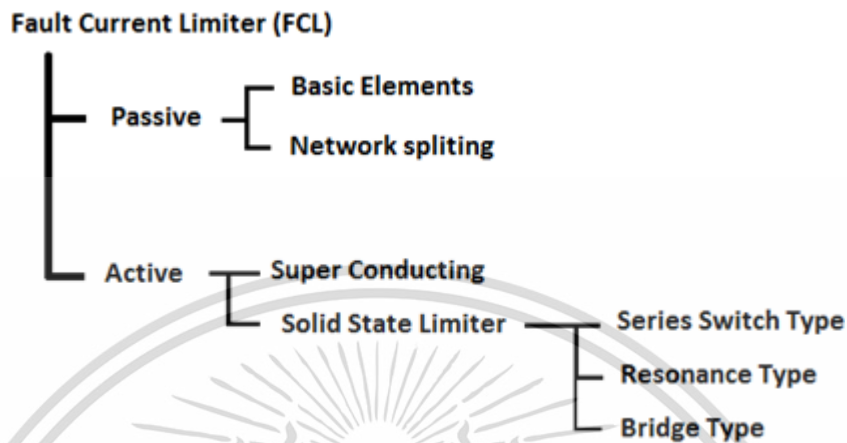 Fault Current Limiter (FCL)
Passive
Basic Elements
Network spliting
Active
Super Conducting
Solid State Limiter
Series Switch Type
Resonance Type
Bridge Type